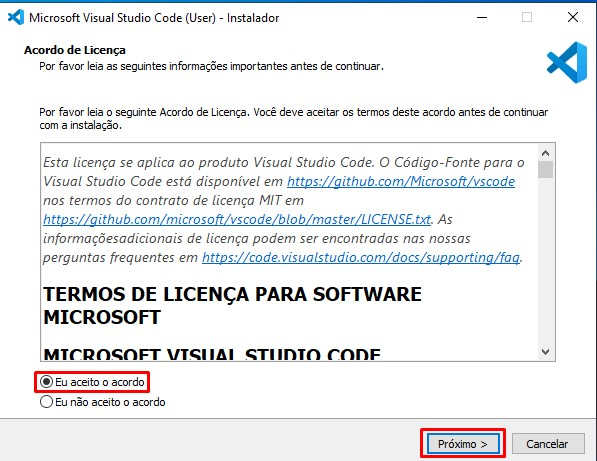 Microsoft Visual Studio Code (User) - Instalador
Acordo de Licença
Por favor leia as seguintes informações importantes antes de continuar.
Por favor leia o seguinte Acordo de Licença. Você deve aceitar os termos deste acordo antes de continuar
com a instalação.
Esta licença se aplica ao produto Visual Studio Code. O Código-Fonte para o
Visual Studio Code está disponível em https://github.com/Microsoft/vscode
nos termos do contrato de licença MIT em
https://github.com/microsoft/vscode/blob/master/LICENSE.txt. As
informaçõesadicionais de licença podem ser encontradas nas nossas
perguntas frequentes em https://code.visualstudio.com/docs/supporting/faq.
TERMOS DE LICENÇA PARA SOFTWARE
MICROSOFT
MICROSOFT VISUAL STUDIO CODE
Eu aceito o acordo
Eu não aceito o acordo
Próximo >
Cancelar